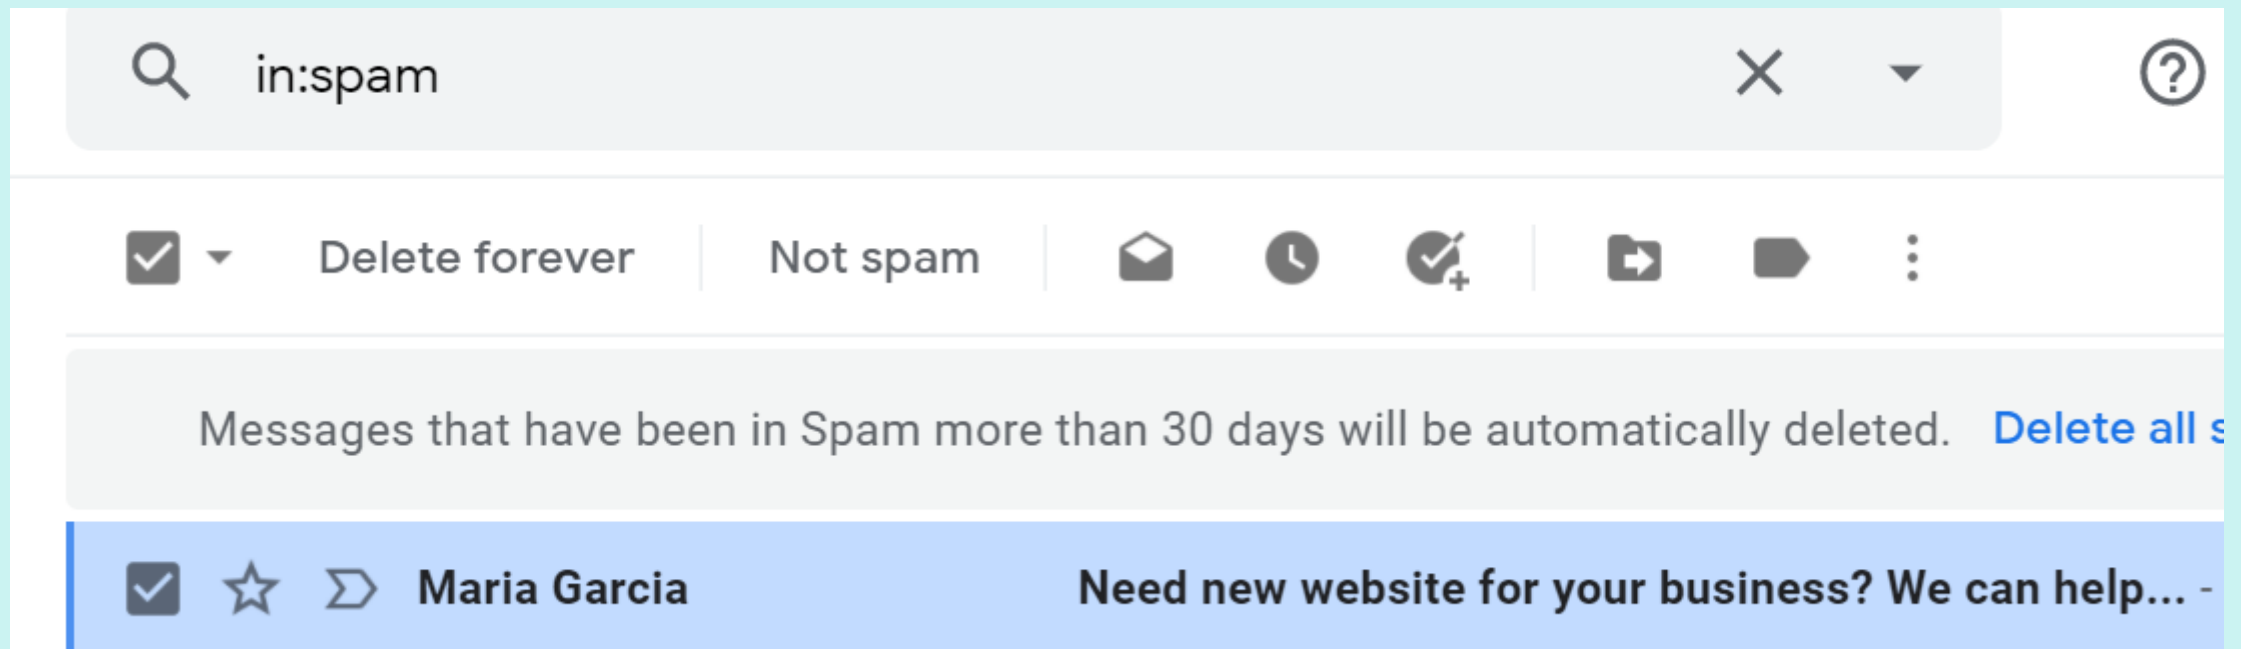 in:spam
Delete forever Not spam
Messages that have been in Spam more than 30 days will be automatically deleted. Delete all s
Maria Garcia Need new website for your business? We can help... -